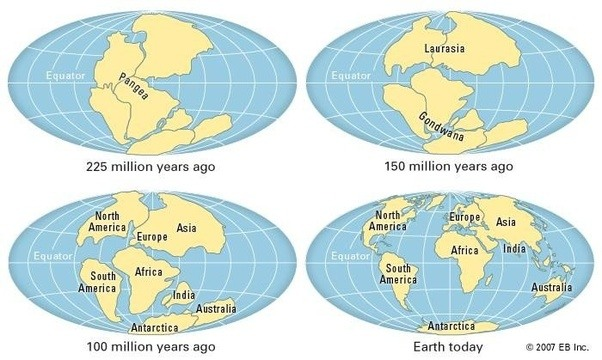 Equator
Pangea
225 million years ago
Equator
Laurasia
Gondwana
150 million years ago
North
America
Europe
Asia
Equator
South
America
Africa
India
Australia
Antarctica
100 million years ago
North
America
Europe
Asia
Equator
Africa
India
South
America
Australia
Antarctica
Earth today
© 2007 EB Inc.